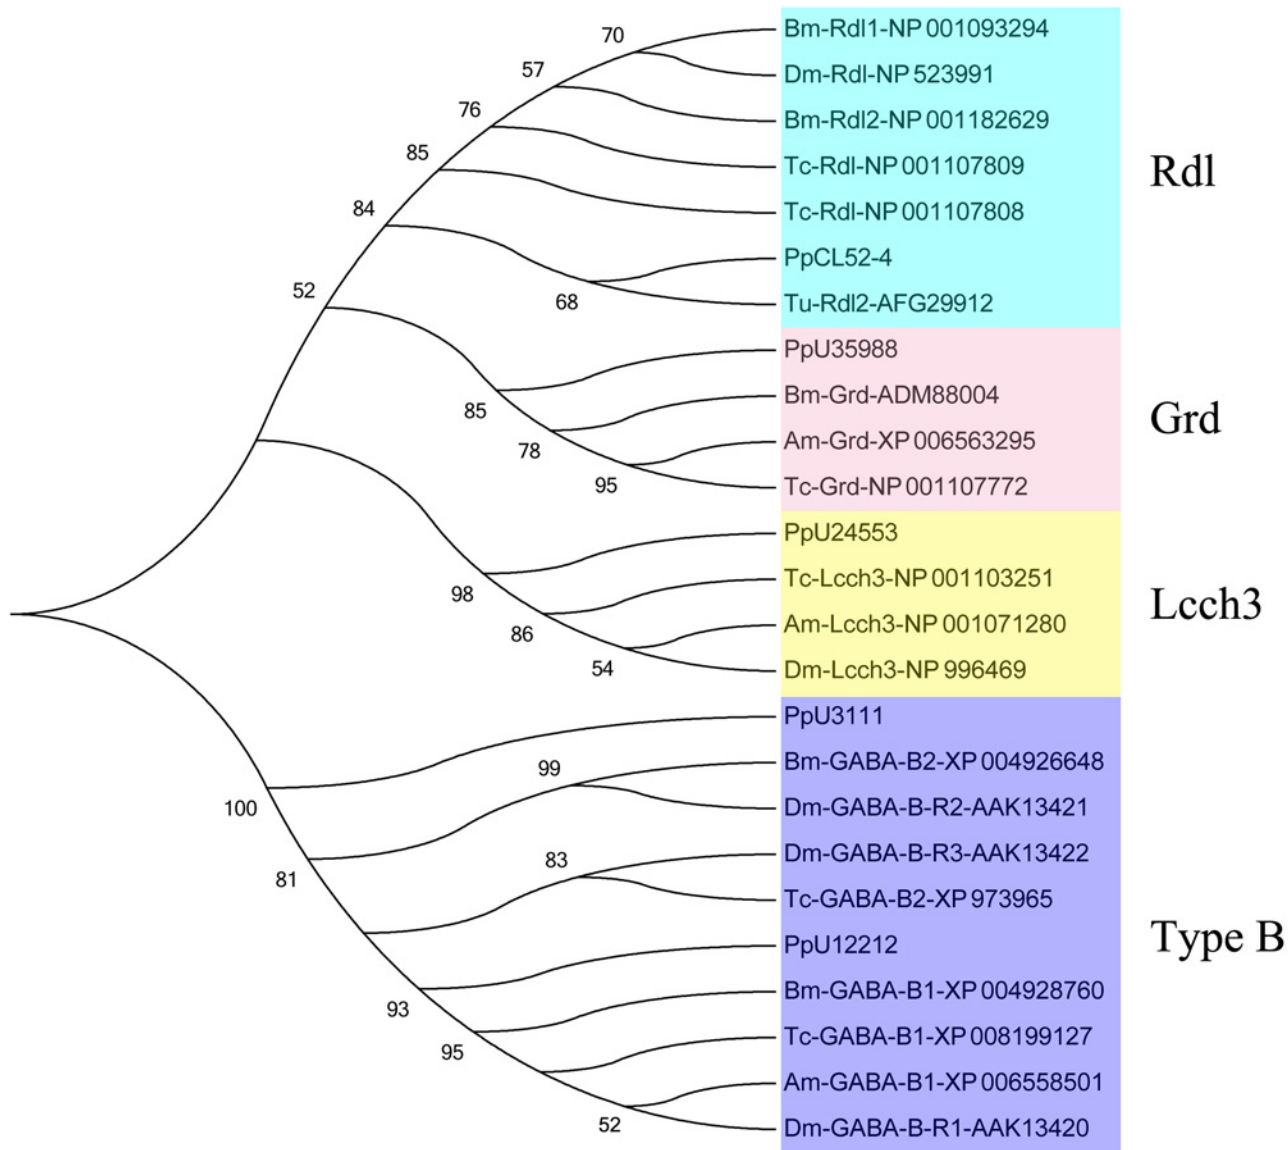 70
Bm-Rdl1-NP 001093294
57
Dm-Rdl-NP 523991
76
Bm-Rdl2-NP 001182629
85
Tc-Rdl-NP 001107809
Rdl
84
Tc-Rdl-NP 001107808
PpCL52-4
52
68
Tu-Rdl2-AFG29912
PpU35988
85
Bm-Grd-ADM88004
Grd
78
Am-Grd-XP 006563295
95
Tc-Grd-NP 001107772
PpU24553
98
Tc-Lcch3-NP 001103251
Lcch3
86
Am-Lcch3-NP 001071280
54
Dm-Lcch3-NP 996469
PpU3111
99
Bm-GABA-B2-XP 004926648
100
Dm-GABA-B-R2-AAK13421
83
Dm-GABA-B-R3-AAK13422
81
Tc-GABA-B2-XP 973965
Type B
PpU12212
93
Bm-GABA-B1-XP 004928760
95
Tc-GABA-B1-XP 008199127
Am-GABA-B1-XP 006558501
52
Dm-GABA-B-R1-AAK13420